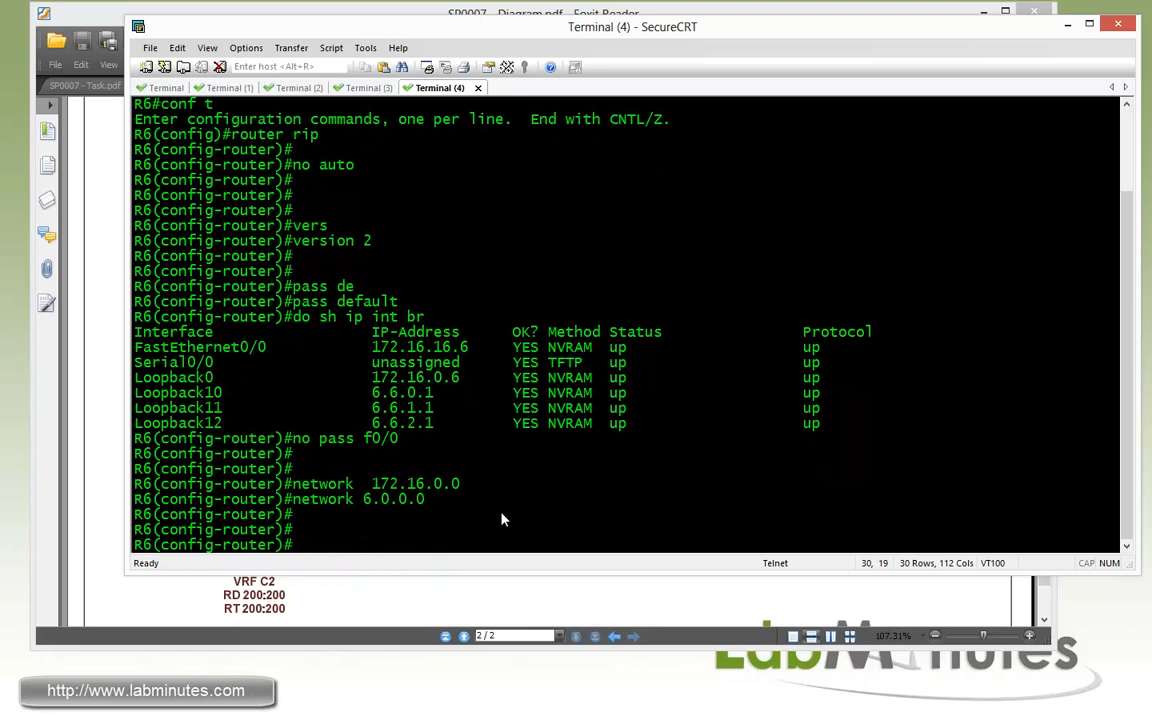 SP0007 - Diagram.pdf - Foxit Reader
Terminal (4) - SecureCRT
File Edit View
SP0007 - Task.pdf
File Edit View Options Transfer Script Tools Help
Enter host <Alt+R>
Terminal Terminal (1) Terminal (2) Terminal (3) Terminal (4)
R6#conf t
Enter configuration commands, one per line.  End with CNTL/Z.
R6(config)#router rip
R6(config-router)#
R6(config-router)#no auto
R6(config-router)#
R6(config-router)#
R6(config-router)#
R6(config-router)#vers
R6(config-router)#version 2
R6(config-router)#
R6(config-router)#
R6(config-router)#pass de
R6(config-router)#pass default
R6(config-router)#do sh ip int br
Interface IP-Address OK? Method Status Protocol
FastEthernet0/0 172.16.16.6 YES NVRAM up up
Serial0/0 unassigned YES TFTP up up
Loopback0 172.16.0.6 YES NVRAM up up
Loopback10 6.6.0.1 YES NVRAM up up
Loopback11 6.6.1.1 YES NVRAM up up
Loopback12 6.6.2.1 YES NVRAM up up
R6(config-router)#no pass f0/0
R6(config-router)#
R6(config-router)#
R6(config-router)#network  172.16.0.0
R6(config-router)#network 6.0.0.0
R6(config-router)#
R6(config-router)#
R6(config-router)#
Ready Telnet 30, 19 30 Rows, 112 Cols VT100 CAP NUM
VRF C2
RD 200:200
RT 200:200
2 / 2 107.31%
LabMinutes
http://www.labminutes.com